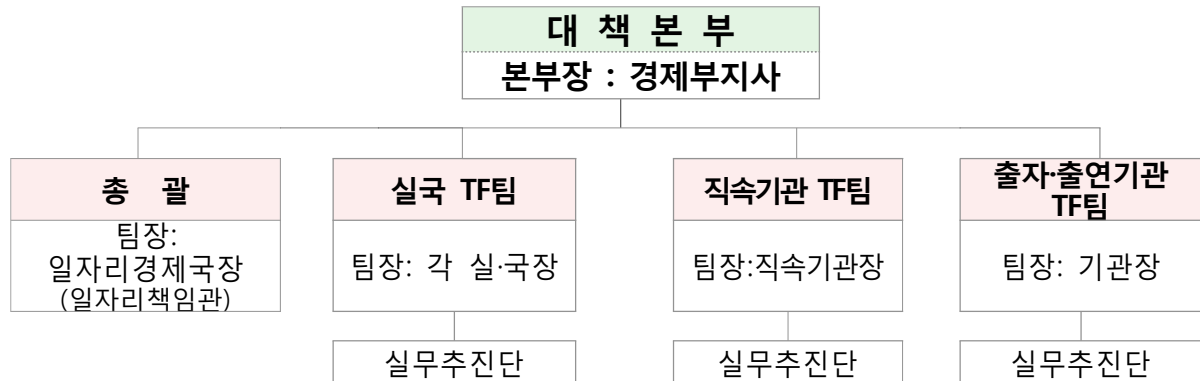 대 책 본 부
본부장 : 경제부지사
총 괄
팀장:
일자리경제국장
(일자리책임관)
실국 TF팀
팀장: 각 실·국장
실무추진단
직속기관 TF팀
팀장:직속기관장
실무추진단
출자·출연기관
TF팀
팀장: 기관장
실무추진단